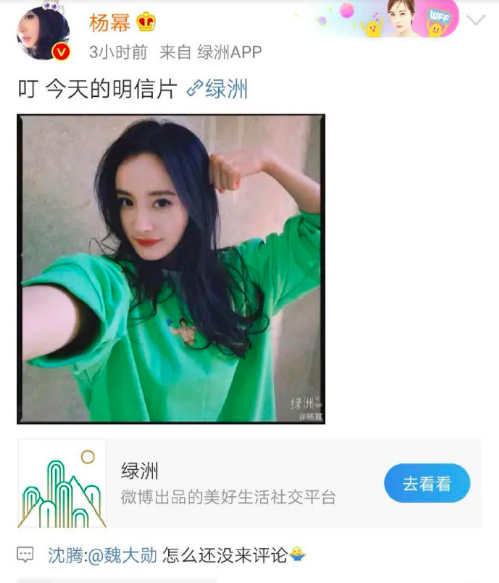 杨幂
WFF
3小时前 来自 绿洲APP
叮 今天的明信片 绿洲
绿洲
@杨幂
绿洲
微博出品的美好生活社交平台
去看看
沈腾:@魏大勋 怎么还没来评论